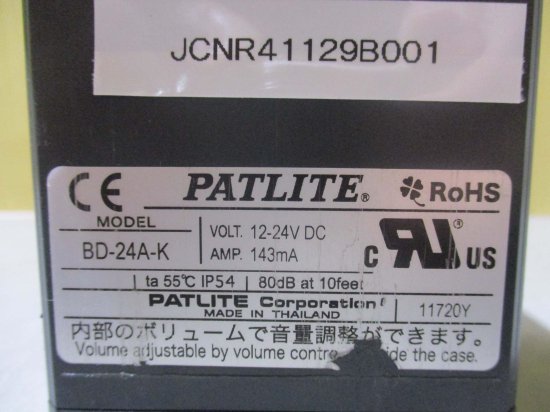 JCNR41129B001
CE PATLITE® RoHS
MODEL
BD-24A-K
VOLT. 12-24V DC
AMP. 143mA
c RU US
ta 55℃ IP54 80dB at 10feet
PATLITE Corporation
MADE IN THAILAND
11720Y
内部のボリュームで音量調整ができます。
Volume adjustable by volume the case.